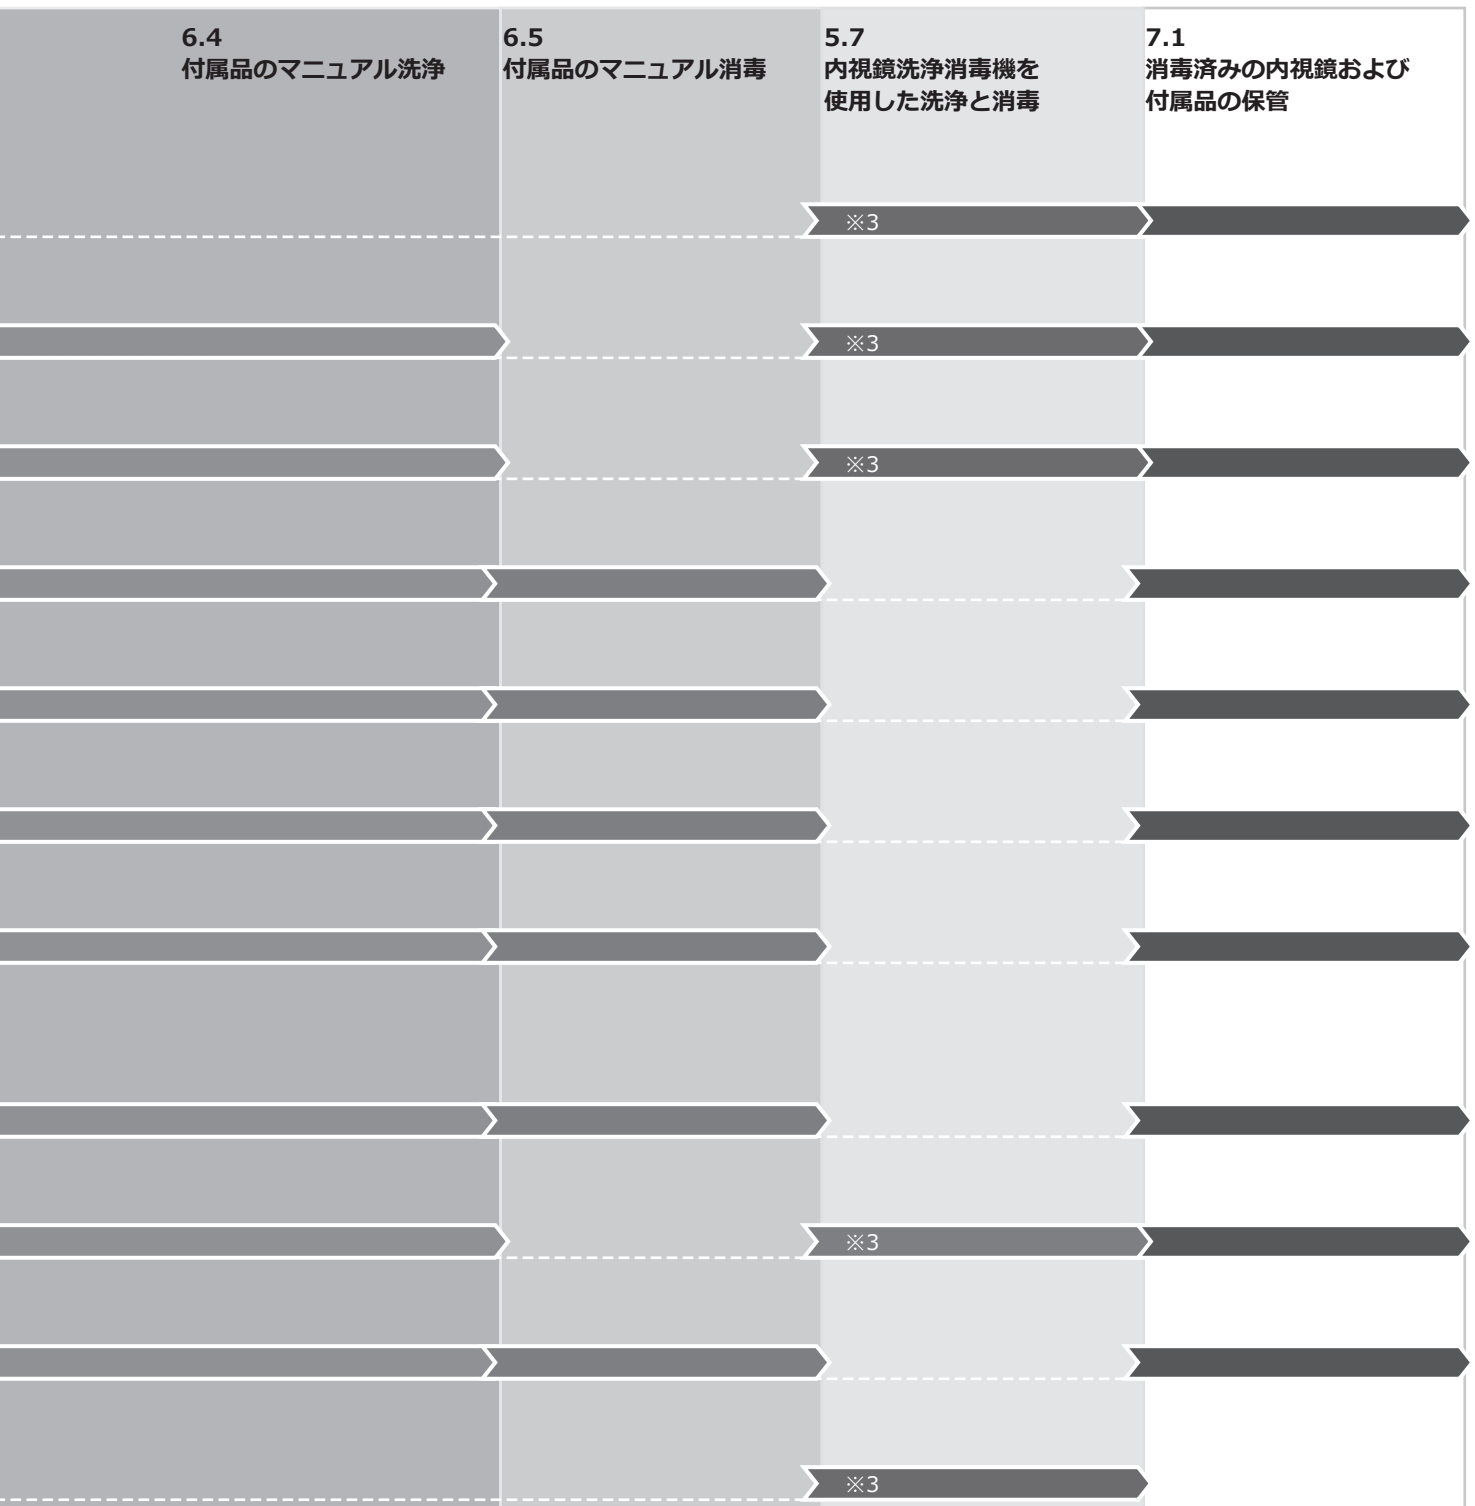 6.4
付属品のマニュアル洗浄
6.5
付属品のマニュアル消毒
5.7
内視鏡洗浄消毒機を
使用した洗浄と消毒
7.1
消毒済みの内視鏡および
付属品の保管
※3
※3
※3
※3
※3